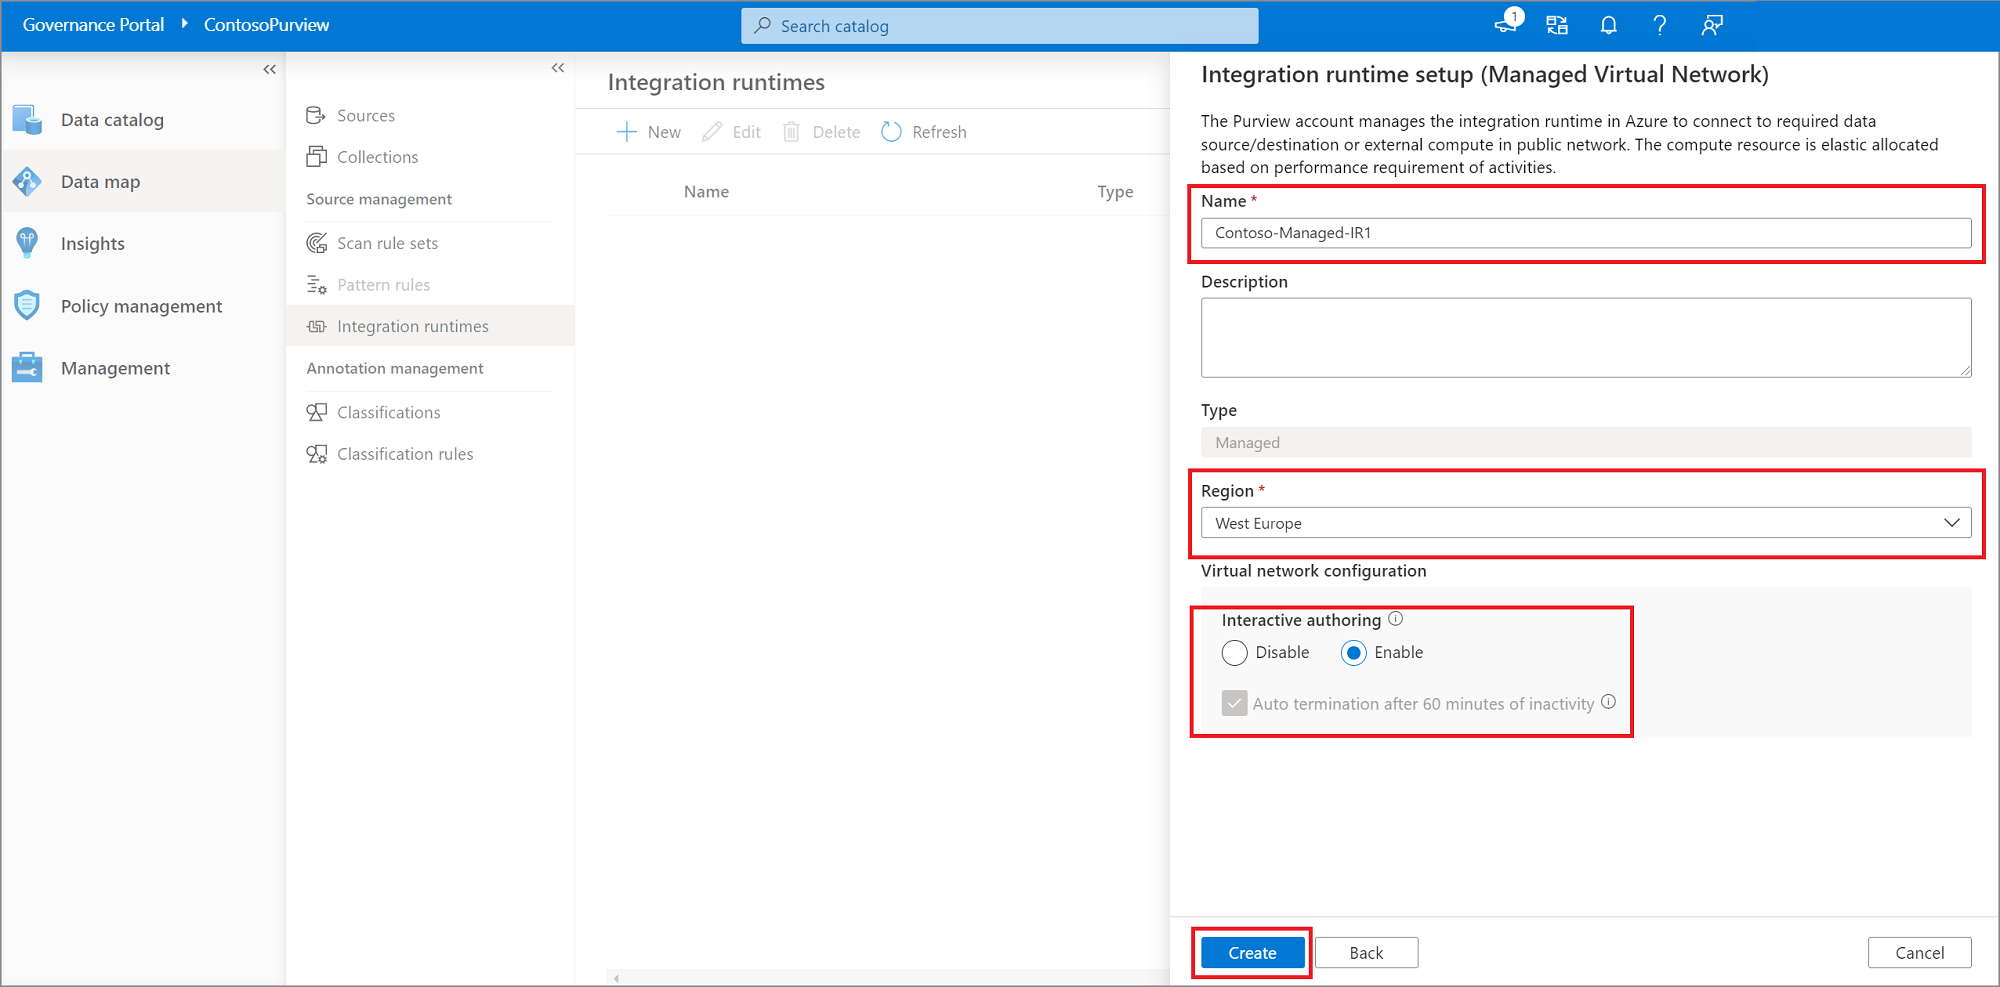 Governance Portal ContosoPurview
Search catalog
1
Data catalog
Data map
Insights
Policy management
Management
Sources
Collections
Source management
Scan rule sets
Pattern rules
Integration runtimes
Annotation management
Classifications
Classification rules
Integration runtimes
New Edit Delete Refresh
Name Type
Integration runtime setup (Managed Virtual Network)
The Purview account manages the integration runtime in Azure to connect to required data
source/destination or external compute in public network. The compute resource is elastic allocated
based on performance requirement of activities.
Name *
Contoso-Managed-IR1
Description
Type
Managed
Region *
West Europe
Virtual network configuration
Interactive authoring
Disable Enable
Auto termination after 60 minutes of inactivity
Create Back Cancel